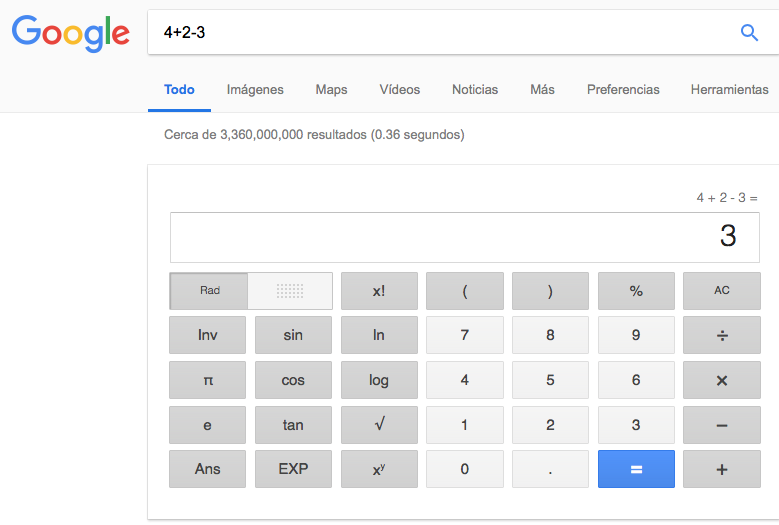 Google 4+2-3
Todo Imágenes Maps Vídeos Noticias Más Preferencias Herramientas
Cerca de 3,360,000,000 resultados (0.36 segundos)
4 + 2 - 3 =
3
Rad x! ( ) % AC
Inv sin ln 7 8 9 ÷
π cos log 4 5 6 ×
e tan √ 1 2 3 −
Ans EXP xʸ 0 . = +